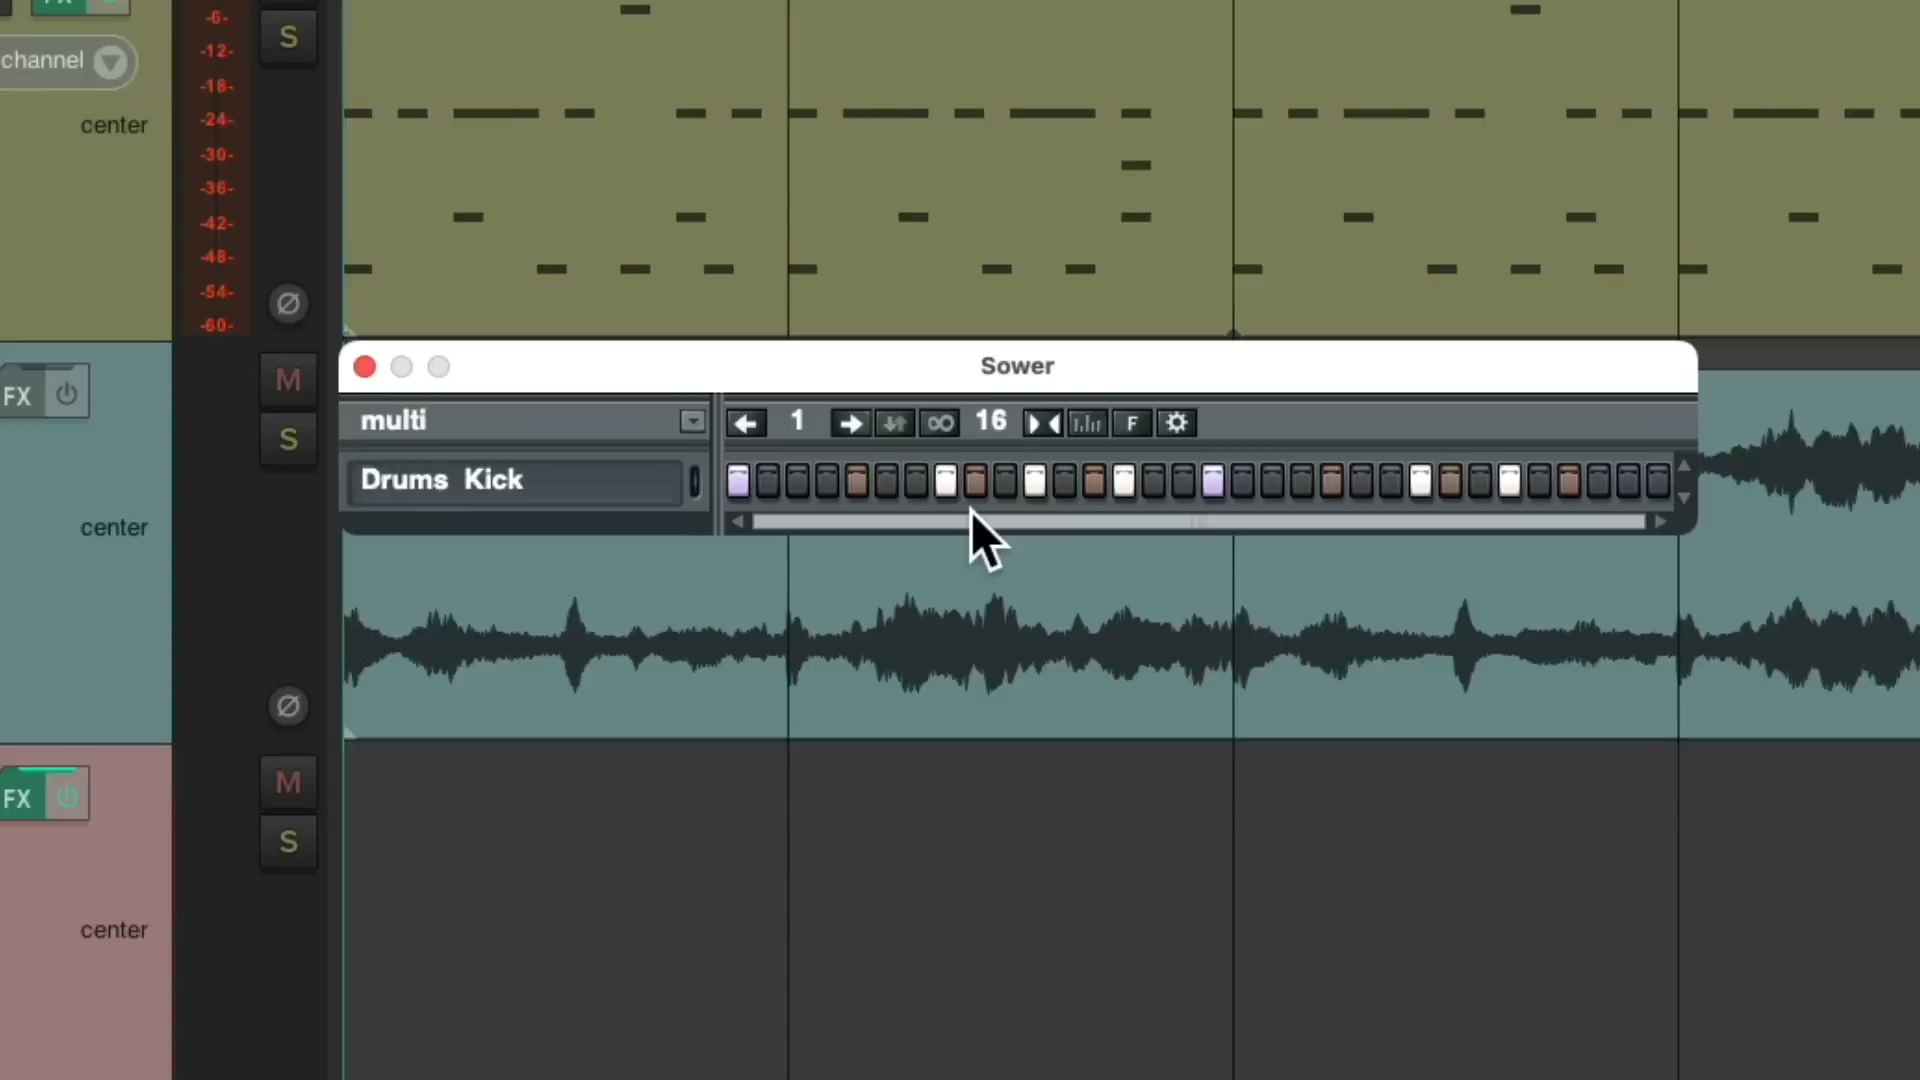 FX
-6-
S
channel
-12-
-18-
-24-
center
-30-
-36-
-42-
-48-
-54-
-60-
Ø
Sower
FX
M
multi
1
∞
16
F
S
Drums Kick
center
Ø
FX
M
S
center